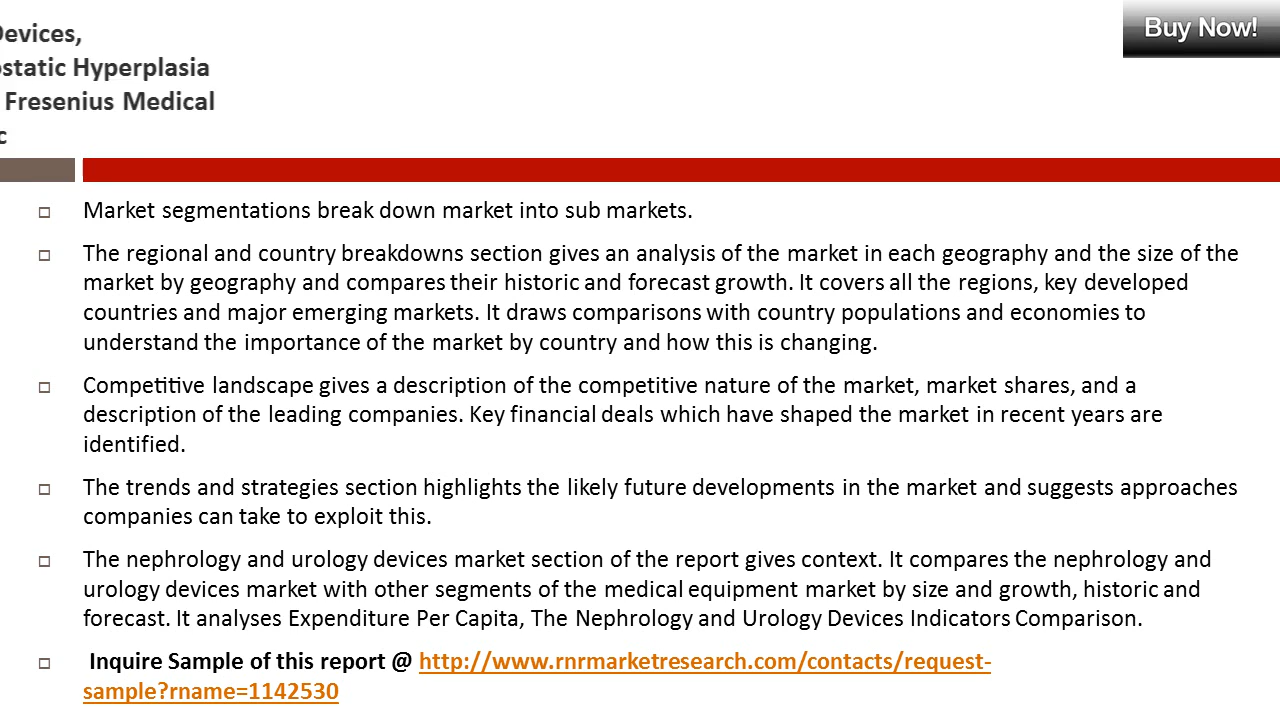 Devices,
Buy Now!
ostatic Hyperplasia
Fresenius Medical
c
Market segmentations break down market into sub markets.
The regional and country breakdowns section gives an analysis of the market in each geography and the size of the
market by geography and compares their historic and forecast growth. It covers all the regions, key developed
countries and major emerging markets. It draws comparisons with country populations and economies to
understand the importance of the market by country and how this is changing.
Competitive landscape gives a description of the competitive nature of the market, market shares, and a
description of the leading companies. Key financial deals which have shaped the market in recent years are
identified.
The trends and strategies section highlights the likely future developments in the market and suggests approaches
companies can take to exploit this.
The nephrology and urology devices market section of the report gives context. It compares the nephrology and
urology devices market with other segments of the medical equipment market by size and growth, historic and
forecast. It analyses Expenditure Per Capita, The Nephrology and Urology Devices Indicators Comparison.
Inquire Sample of this report @ http://www.rnrmarketresearch.com/contacts/request-
sample?rname=1142530